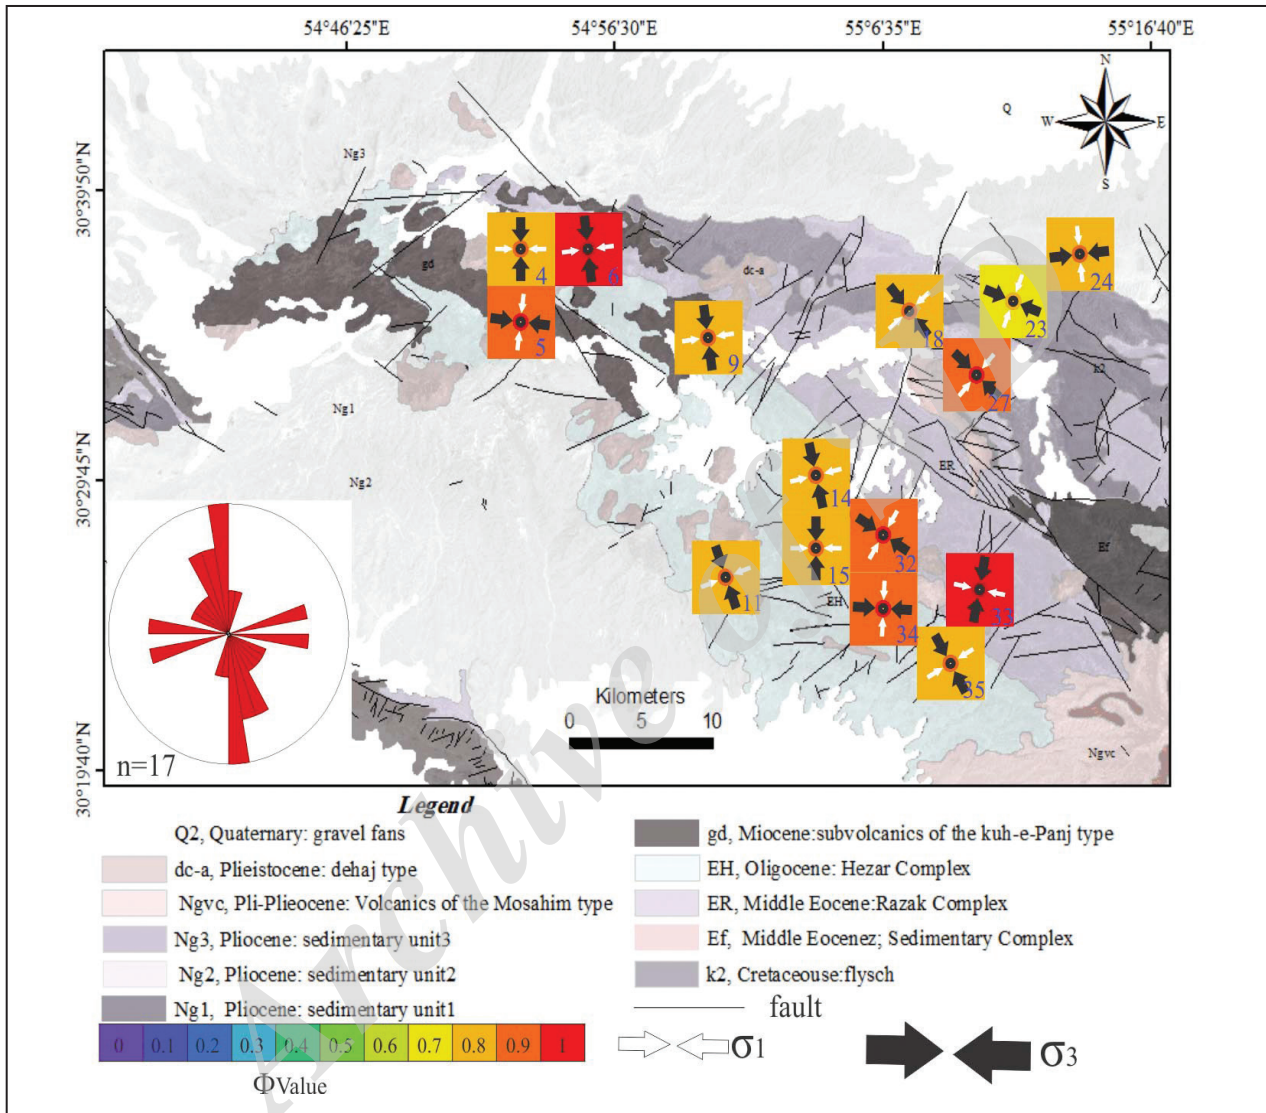 54°46'25"E 54°56'30"E 55°6'35"E 55°16'40"E
30°39'50"N
30°29'45"N
30°19'40"N
N
W E
S
Q
Ng3
gd
dc-a
4 6
5
9
18
23
24
27
k2
Ng1
Ng2
ER
14
15
11
32
33
34
35
EH
Ef
Ngvc
Kilometers
0 5 10
n=17
Legend
Q2, Quaternary: gravel fans
dc-a, Plieistocene: dehaj type
Ngvc, Pli-Plieocene: Volcanics of the Mosahim type
Ng3, Pliocene: sedimentary unit3
Ng2, Pliocene: sedimentary unit2
Ng1, Pliocene: sedimentary unit1
gd, Miocene:subvolcanics of the kuh-e-Panj type
EH, Oligocene: Hezar Complex
ER, Middle Eocene:Razak Complex
Ef, Middle Eocenez; Sedimentary Complex
k2, Cretaceouse:flysch
fault
0 0.1 0.2 0.3 0.4 0.5 0.6 0.7 0.8 0.9 1
ΦValue
σ1
σ3
Archive of SID